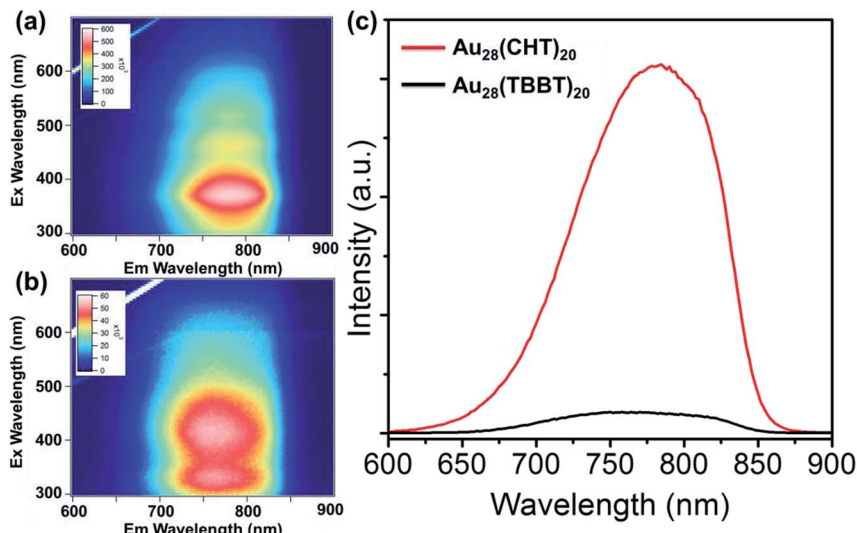 (a)
600
500
400
300
200
100
0
x10³
Ex Wavelength (nm)
600
500
400
300
600
700
800
900
Em Wavelength (nm)
(b)
60
50
40
30
20
10
0
x10³
Ex Wavelength (nm)
600
500
400
300
600
700
800
900
Em Wavelength (nm)
(c)
Au₂₈(CHT)₂₀
Au₂₈(TBBT)₂₀
Intensity (a.u.)
600 650 700 750 800 850 900
Wavelength (nm)